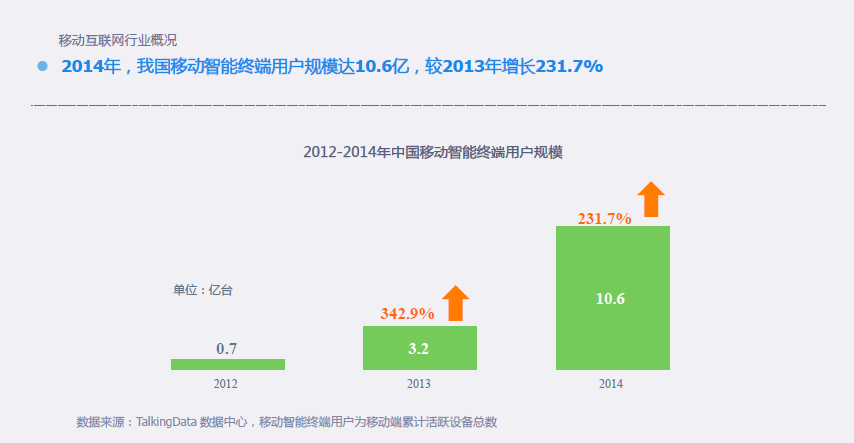 移动互联网行业概况
2014年，我国移动智能终端用户规模达10.6亿，较2013年增长231.7%
2012-2014年中国移动智能终端用户规模
231.7%
单位：亿台
10.6
342.9%
0.7
3.2
2012
2013
2014
数据来源：TalkingData 数据中心，移动智能终端用户为移动端累计活跃设备总数